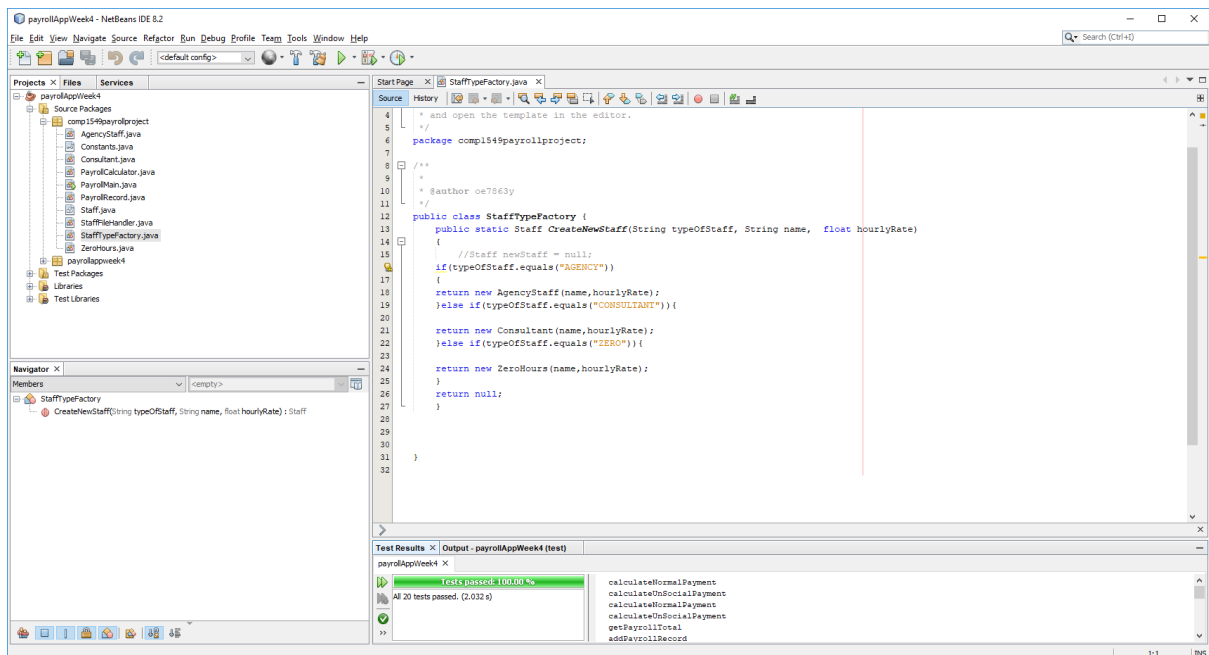 payrollAppWeek4 - NetBeans IDE 8.2
File Edit View Navigate Source Refactor Run Debug Profile Team Tools Window Help
Search (Ctrl+I)
<default config>
Projects Files Services
payrollAppWeek4
Source Packages
comp1549payrollproject
AgencyStaff.java
Constants.java
Consultant.java
PayrollCalculator.java
PayrollMain.java
PayrollRecord.java
Staff.java
StaffFileHandler.java
StaffTypeFactory.java
ZeroHours.java
payrollappweek4
Test Packages
Libraries
Test Libraries
Navigator
Members <empty>
StaffTypeFactory
CreateNewStaff(String typeOfStaff, String name, float hourlyRate) : Staff
Start Page StaffTypeFactory.java
Source History
4 * and open the template in the editor.
5 */
6 package comp1549payrollproject;
7
8 /**
9 *
10 * @author oe7863y
11 */
12 public class StaffTypeFactory {
13 public static Staff CreateNewStaff(String typeOfStaff, String name, float hourlyRate)
14 {
15 //Staff newStaff = null;
if(typeOfStaff.equals("AGENCY"))
17 {
18 return new AgencyStaff(name,hourlyRate);
19 }else if(typeOfStaff.equals("CONSULTANT")){
20
21 return new Consultant(name,hourlyRate);
22 }else if(typeOfStaff.equals("ZERO")){
23
24 return new ZeroHours(name,hourlyRate);
25 }
26 return null;
27 }
28
29
30
31 }
32
Test Results Output - payrollAppWeek4 (test)
payrollAppWeek4
Tests passed: 100.00 %
All 20 tests passed. (2.032 s)
calculateNormalPayment
calculateUnSocialPayment
calculateNormalPayment
calculateUnSocialPayment
getPayrollTotal
addPayrollRecord
1:1 INS